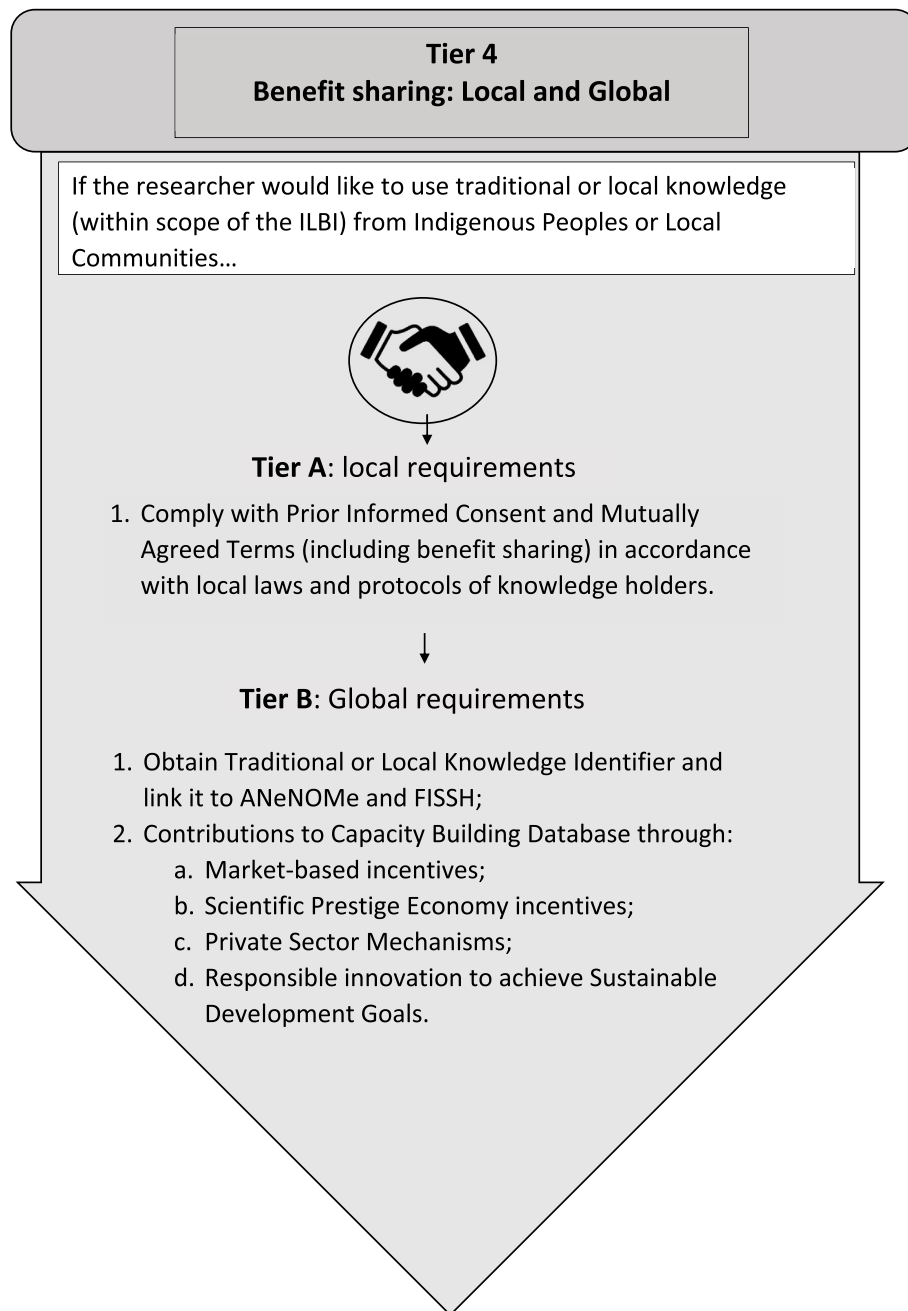 Tier 4
Benefit sharing: Local and Global
If the researcher would like to use traditional or local knowledge
(within scope of the ILBI) from Indigenous Peoples or Local
Communities…
Tier A: local requirements
1. Comply with Prior Informed Consent and Mutually
Agreed Terms (including benefit sharing) in accordance
with local laws and protocols of knowledge holders.
Tier B: Global requirements
1. Obtain Traditional or Local Knowledge Identifier and
link it to ANeNOMe and FISSH;
2. Contributions to Capacity Building Database through:
a. Market-based incentives;
b. Scientific Prestige Economy incentives;
c. Private Sector Mechanisms;
d. Responsible innovation to achieve Sustainable
Development Goals.